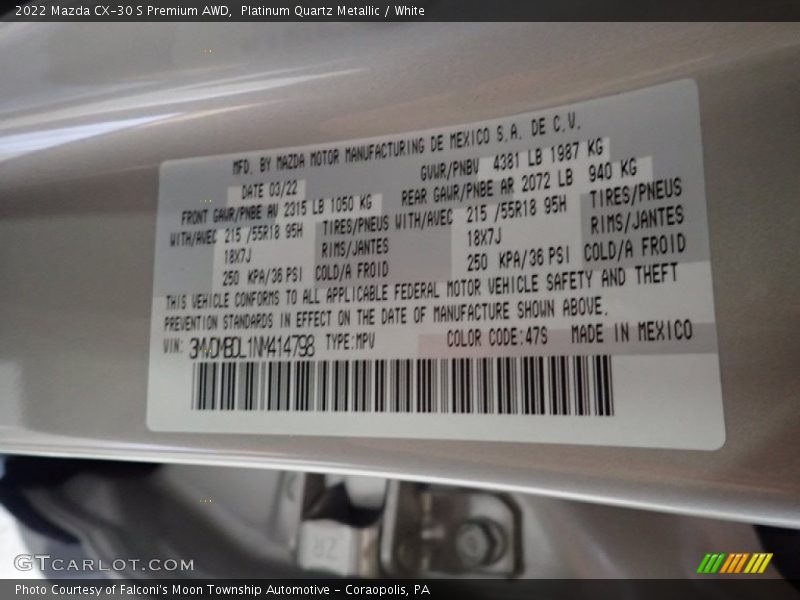 2022 Mazda CX-30 S Premium AWD,  Platinum Quartz Metallic / White
MFD. BY MAZDA MOTOR MANUFACTURING DE MEXICO S.A. DE C.V.
DATE 03/22 GVWR/PNBV 4381 LB 1987 KG
FRONT GAWR/PNBE AV 2315 LB 1050 KG REAR GAWR/PNBE AR 2072 LB 940 KG
WITH/AVEC 215 /55R18 95H TIRES/PNEUS WITH/AVEC 215 /55R18 95H TIRES/PNEUS
18X7J RIMS/JANTES 18X7J RIMS/JANTES
250 KPA/36 PSI COLD/A FROID 250 KPA/36 PSI COLD/A FROID
THIS VEHICLE CONFORMS TO ALL APPLICABLE FEDERAL MOTOR VEHICLE SAFETY AND THEFT
PREVENTION STANDARDS IN EFFECT ON THE DATE OF MANUFACTURE SHOWN ABOVE.
VIN: 3MVDMBDL1NM414798 TYPE:MPV COLOR CODE:47S MADE IN MEXICO
GTCARLOT.COM
Photo Courtesy of Falconi's Moon Township Automotive - Coraopolis, PA